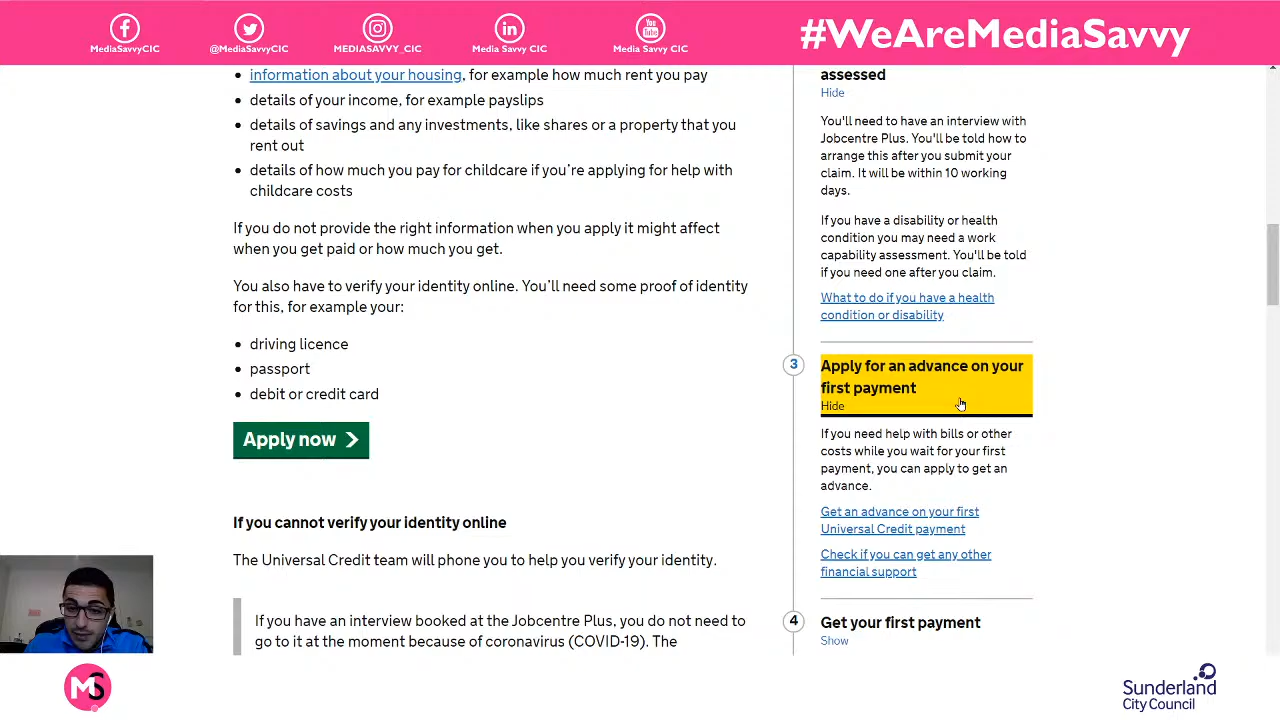 MediaSavvyCIC
@MediaSavvyCIC
MEDIASAVVY_CIC
Media Savvy CIC
You
Tube
Media Savvy CIC
#WeAreMediaSavvy
information about your housing, for example how much rent you pay
details of your income, for example payslips
details of savings and any investments, like shares or a property that you
rent out
details of how much you pay for childcare if you’re applying for help with
childcare costs
If you do not provide the right information when you apply it might affect
when you get paid or how much you get.
You also have to verify your identity online. You’ll need some proof of identity
for this, for example your:
driving licence
passport
debit or credit card
Apply now
If you cannot verify your identity online
The Universal Credit team will phone you to help you verify your identity.
If you have an interview booked at the Jobcentre Plus, you do not need to
go to it at the moment because of coronavirus (COVID-19). The
assessed
Hide
You'll need to have an interview with
Jobcentre Plus. You'll be told how to
arrange this after you submit your
claim. It will be within 10 working
days.
If you have a disability or health
condition you may need a work
capability assessment. You'll be told
if you need one after you claim.
What to do if you have a health
condition or disability
3
Apply for an advance on your
first payment
Hide
If you need help with bills or other
costs while you wait for your first
payment, you can apply to get an
advance.
Get an advance on your first
Universal Credit payment
Check if you can get any other
financial support
4
Get your first payment
Show
MS
Sunderland
City Council